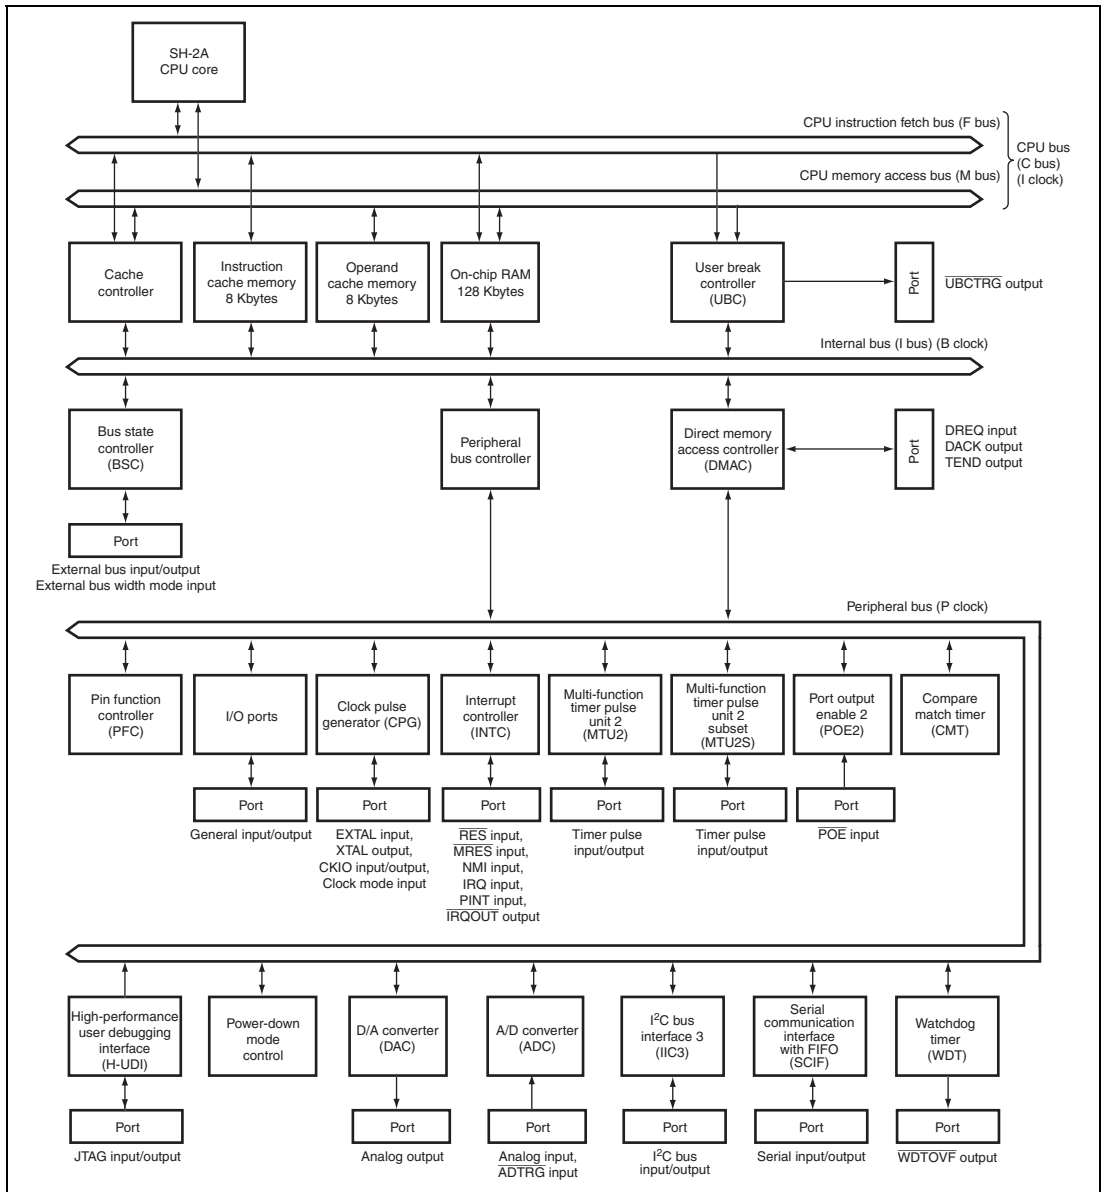 SH-2A
CPU core
CPU instruction fetch bus (F bus)
CPU memory access bus (M bus)
CPU bus
(C bus)
(I clock)
Cache
controller
Instruction
cache memory
8 Kbytes
Operand
cache memory
8 Kbytes
On-chip RAM
128 Kbytes
User break
controller
(UBC)
Port
UBCTRG output
Internal bus (I bus) (B clock)
Bus state
controller
(BSC)
Peripheral
bus controller
Direct memory
access controller
(DMAC)
Port
DREQ input
DACK output
TEND output
Port
External bus input/output
External bus width mode input
Peripheral bus (P clock)
Pin function
controller
(PFC)
I/O ports
Clock pulse
generator (CPG)
Interrupt
controller
(INTC)
Multi-function
timer pulse
unit 2
(MTU2)
Multi-function
timer pulse
unit 2
subset
(MTU2S)
Port output
enable 2
(POE2)
Compare
match timer
(CMT)
Port
General input/output
Port
EXTAL input,
XTAL output,
CKIO input/output,
Clock mode input
Port
RES input,
MRES input,
NMI input,
IRQ input,
PINT input,
IRQOUT output
Port
Timer pulse
input/output
Port
Timer pulse
input/output
Port
POE input
High-performance
user debugging
interface
(H-UDI)
Power-down
mode
control
D/A converter
(DAC)
A/D converter
(ADC)
I²C bus
interface 3
(IIC3)
Serial
communication
interface
with FIFO
(SCIF)
Watchdog
timer
(WDT)
Port
JTAG input/output
Port
Analog output
Port
Analog input,
ADTRG input
Port
I²C bus
input/output
Port
Serial input/output
Port
WDTOVF output